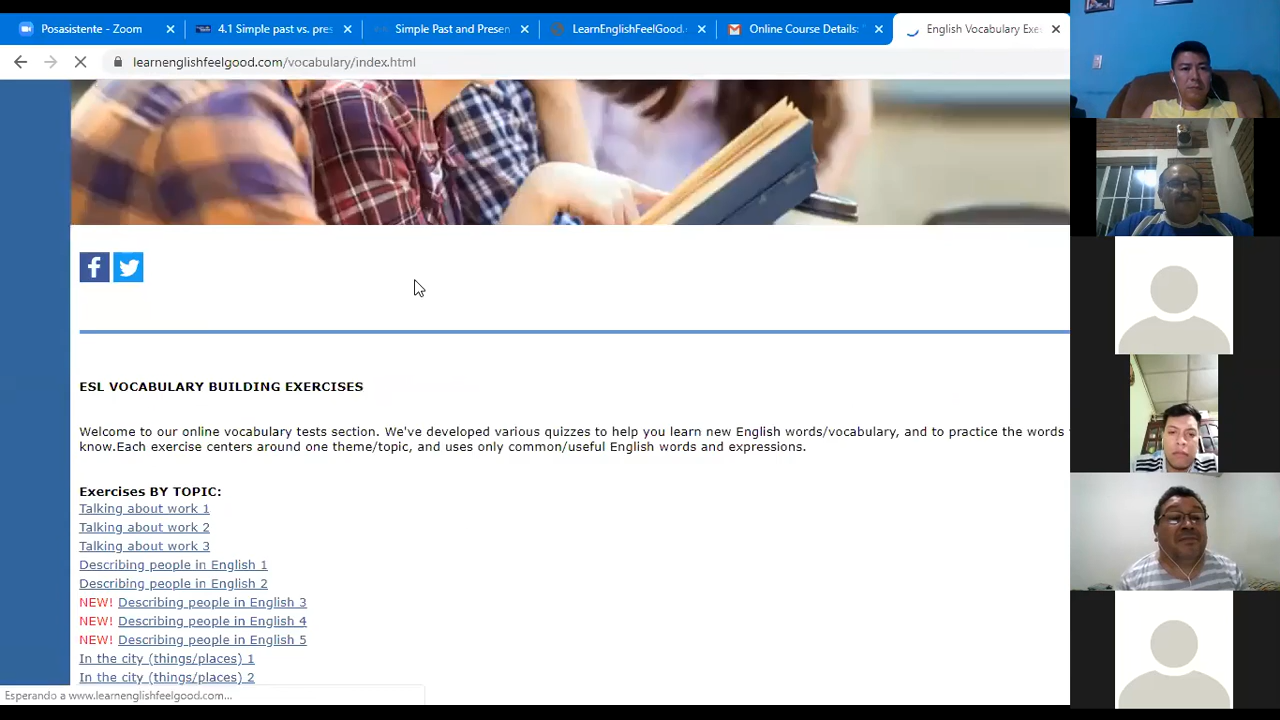 Posasistente - Zoom
4.1 Simple past vs. pres
Simple Past and Presen
LearnEnglishFeelGood.
Online Course Details:
English Vocabulary Exer
learnenglishfeelgood.com/vocabulary/index.html
ESL VOCABULARY BUILDING EXERCISES
Welcome to our online vocabulary tests section. We've developed various quizzes to help you learn new English words/vocabulary, and to practice the words
know.Each exercise centers around one theme/topic, and uses only common/useful English words and expressions.
Exercises BY TOPIC:
Talking about work 1
Talking about work 2
Talking about work 3
Describing people in English 1
Describing people in English 2
NEW! Describing people in English 3
NEW! Describing people in English 4
NEW! Describing people in English 5
In the city (things/places) 1
In the city (things/places) 2
Esperando a www.learnenglishfeelgood.com...